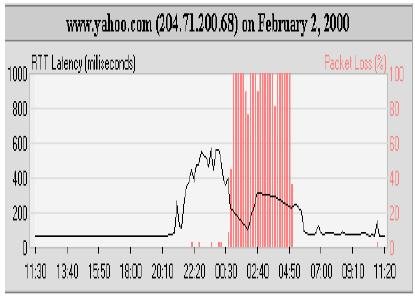 www.yahoo.com (204.71.200.68) on February 2, 2000
RTT Latency (miliseconds) Packet Loss (%)
1000 100
800 80
600 60
400 40
200 20
0 0
11:30 13:40 15:50 18:00 20:10 22:20 00:30 02:40 04:50 07:00 09:10 11:20